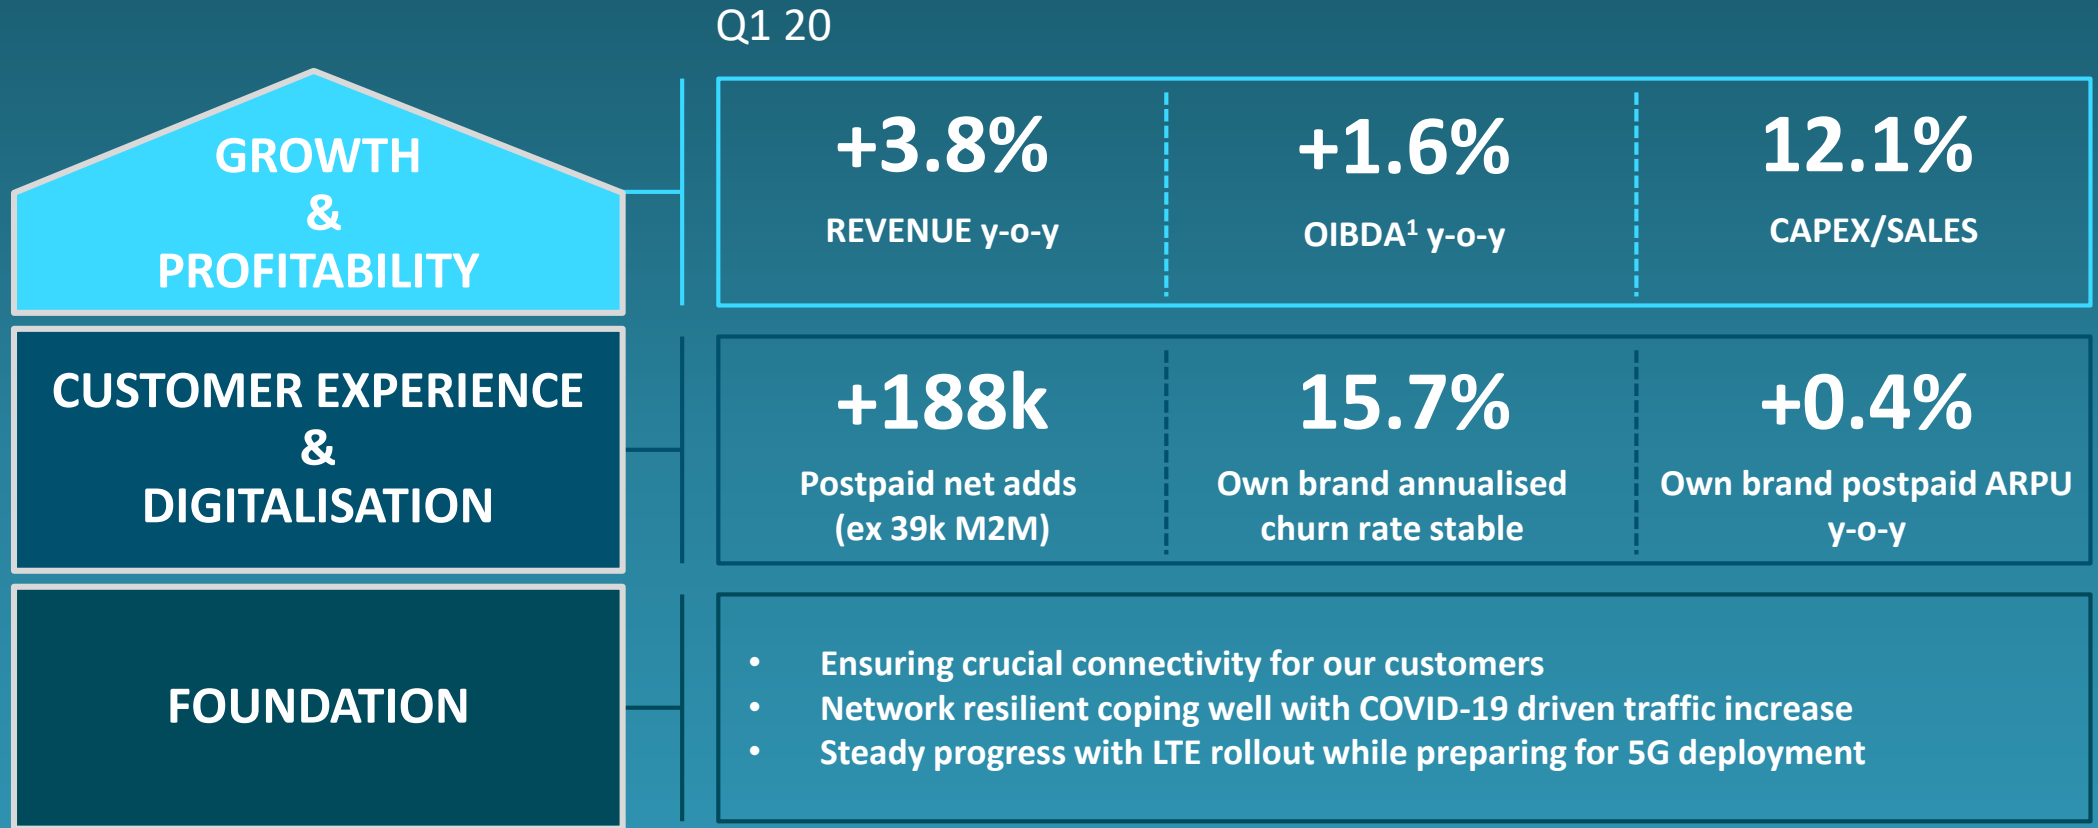 Q1 20
GROWTH
&
PROFITABILITY
+3.8%
REVENUE y-o-y
+1.6%
OIBDA¹ y-o-y
12.1%
CAPEX/SALES
CUSTOMER EXPERIENCE
&
DIGITALISATION
+188k
Postpaid net adds
(ex 39k M2M)
15.7%
Own brand annualised
churn rate stable
+0.4%
Own brand postpaid ARPU
y-o-y
FOUNDATION
• Ensuring crucial connectivity for our customers
• Network resilient coping well with COVID-19 driven traffic increase
• Steady progress with LTE rollout while preparing for 5G deployment